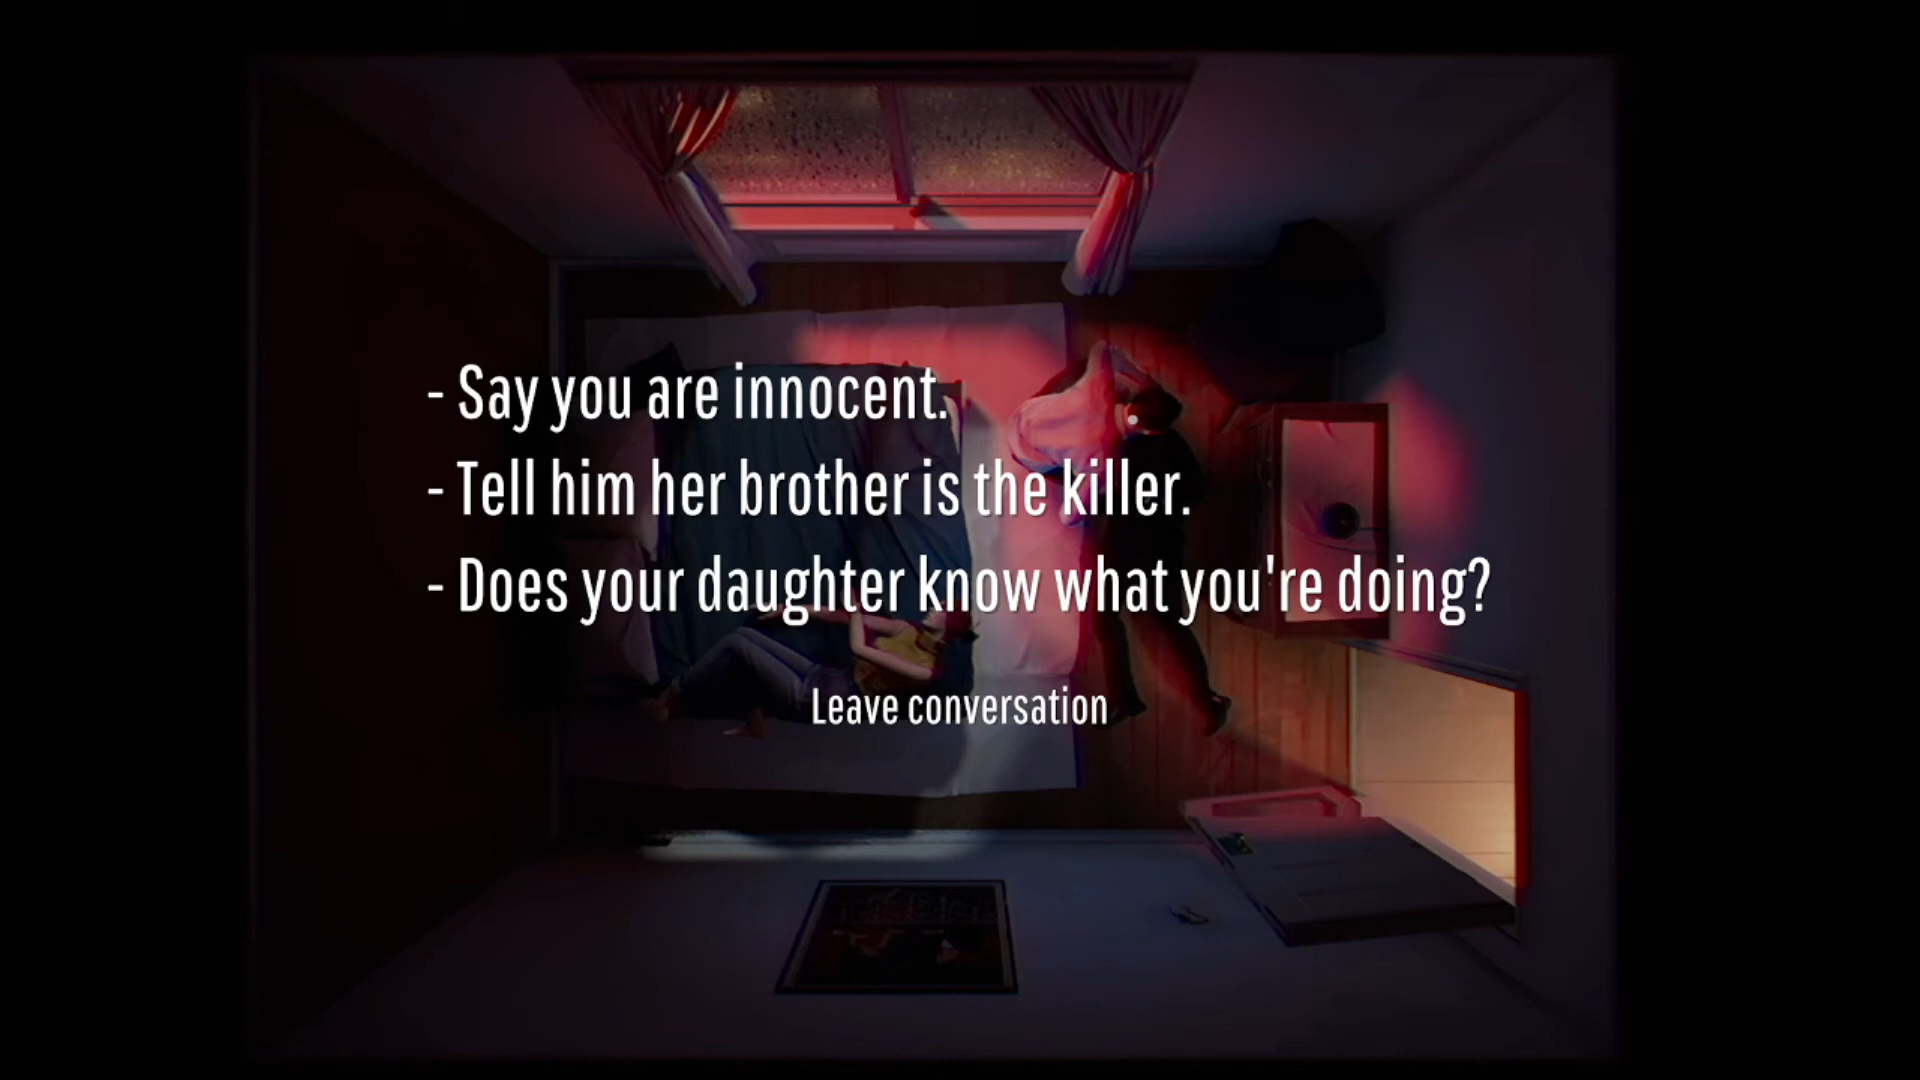 - Say you are innocent.
- Tell him her brother is the killer.
- Does your daughter know what you're doing?
Leave conversation